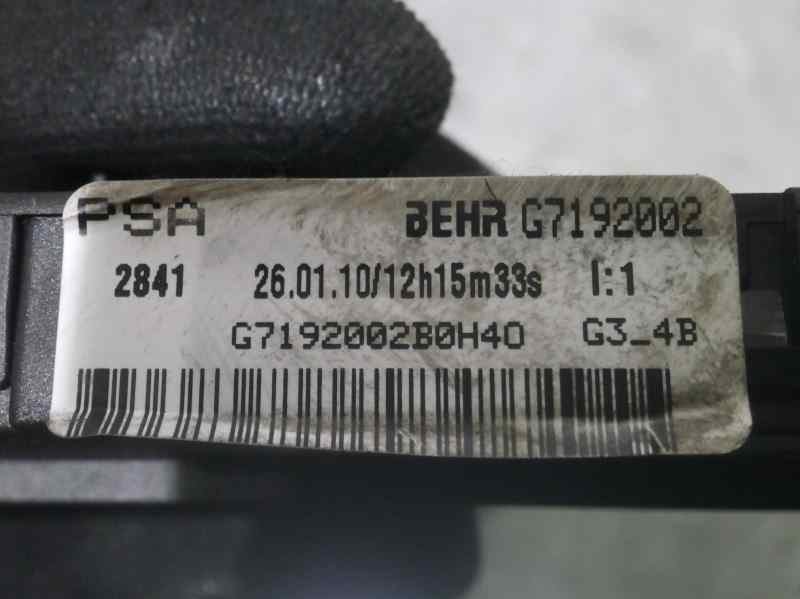 PSA BEHR G7192002
2841 26.01.10/12h15m33s I:1
G7192002B0H40 G3_4B